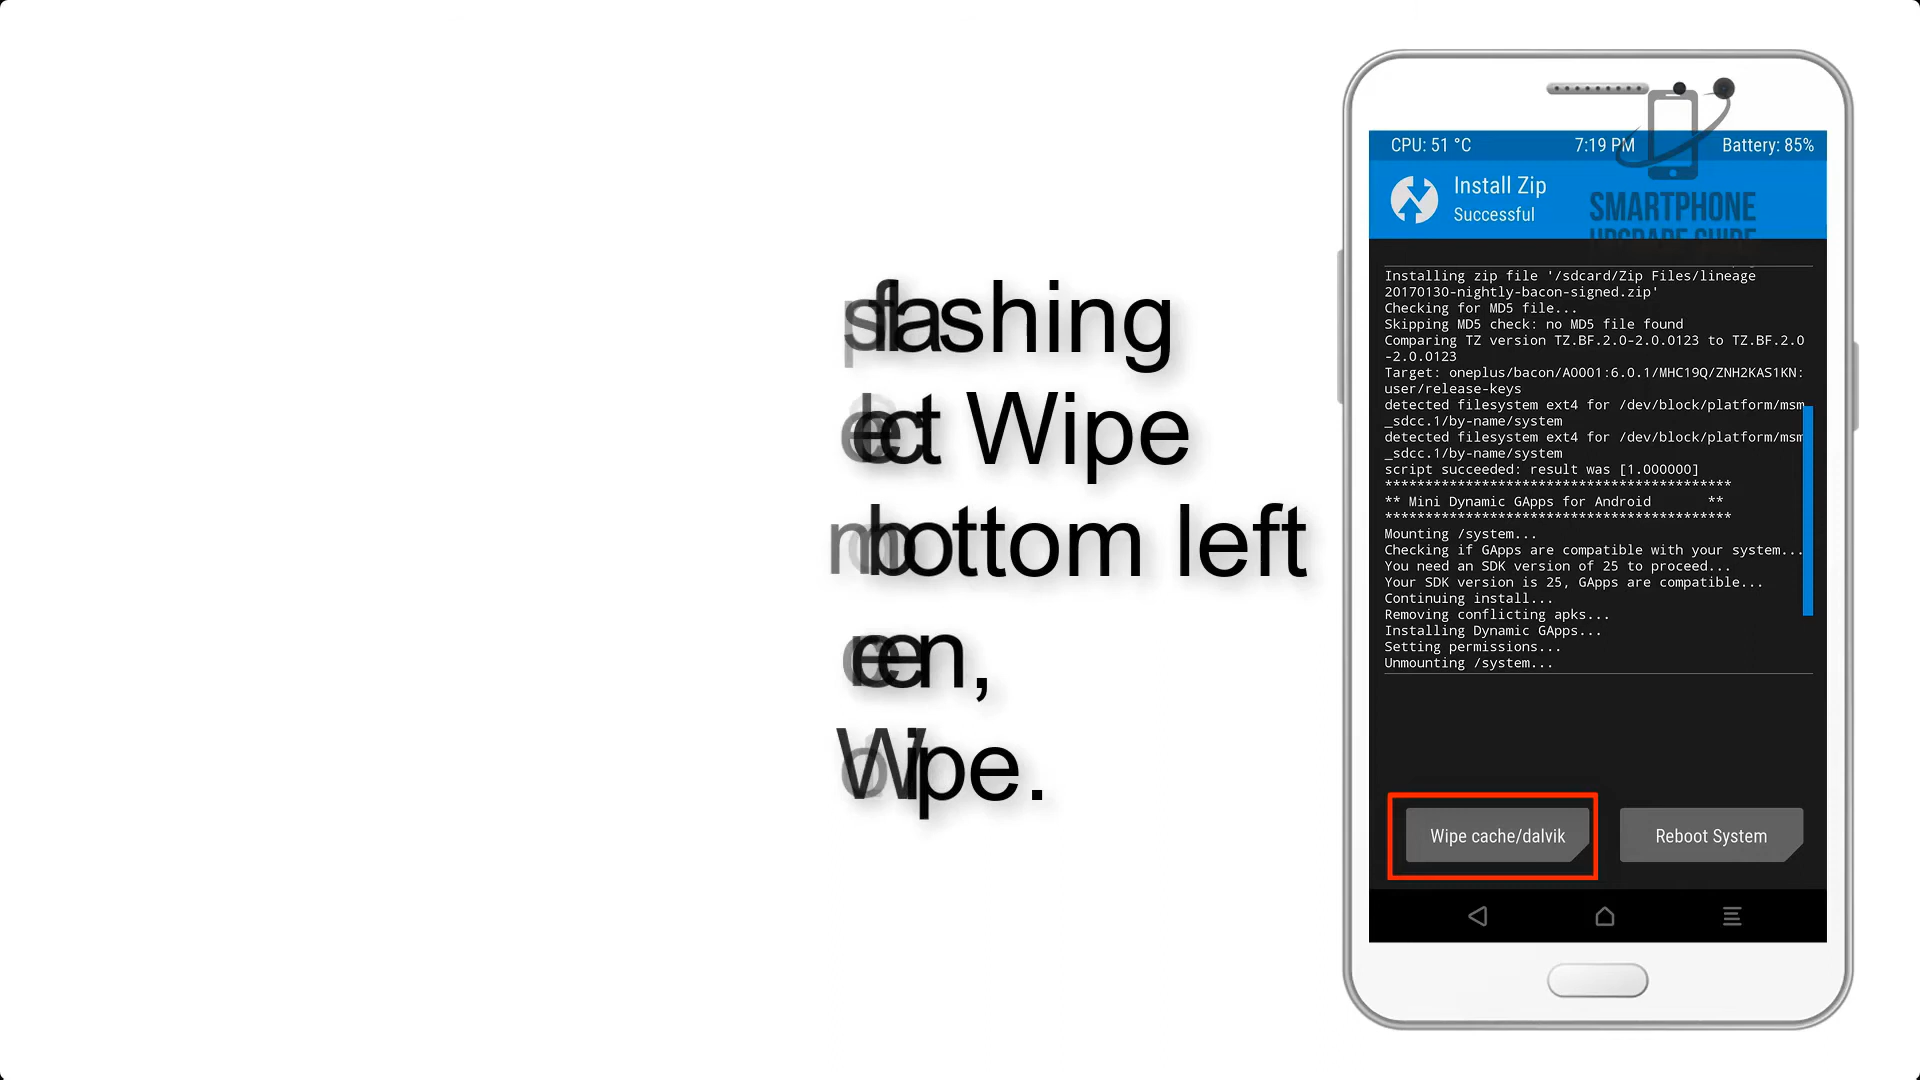 flashing
Wipe
bottom left
Wipe.
CPU: 51 °C 7:19 PM Battery: 85%
Install Zip
Successful
SMARTPHONE
UPGRADE GUIDE
Installing zip file '/sdcard/Zip Files/lineage
20170130-nightly-bacon-signed.zip'
Checking for MD5 file...
Skipping MD5 check: no MD5 file found
Comparing TZ version TZ.BF.2.0-2.0.0123 to TZ.BF.2.0
-2.0.0123
Target: oneplus/bacon/A0001:6.0.1/MHC19Q/ZNH2KAS1KN:
user/release-keys
detected filesystem ext4 for /dev/block/platform/msm
_sdcc.1/by-name/system
detected filesystem ext4 for /dev/block/platform/msm
_sdcc.1/by-name/system
script succeeded: result was [1.000000]
******************************************
** Mini Dynamic GApps for Android **
******************************************
Mounting /system...
Checking if GApps are compatible with your system...
You need an SDK version of 25 to proceed...
Your SDK version is 25, GApps are compatible...
Continuing install...
Removing conflicting apks...
Installing Dynamic GApps...
Setting permissions...
Unmounting /system...
Wipe cache/dalvik Reboot System